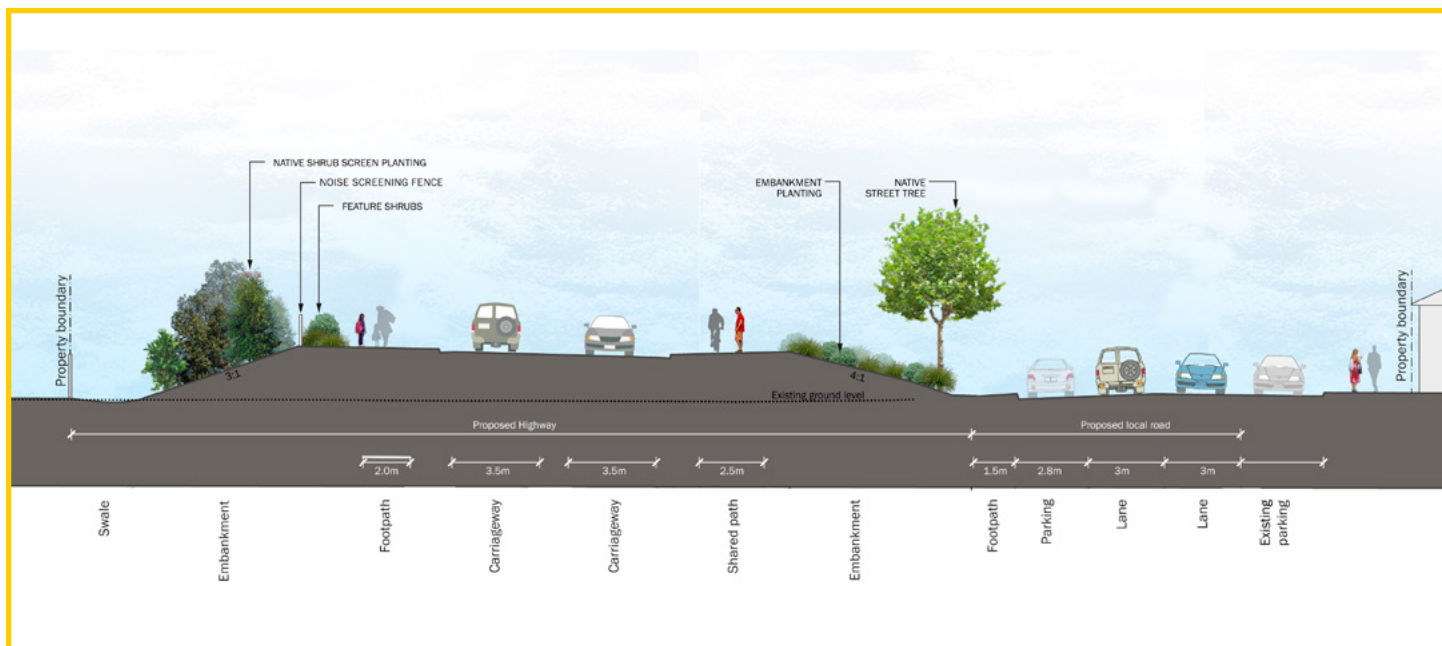 NATIVE SHRUB SCREEN PLANTING
NOISE SCREENING FENCE
FEATURE SHRUBS
EMBANKMENT
PLANTING
NATIVE
STREET TREE
Property boundary
Property boundary
3:1
4:1
Existing ground level
Proposed Highway
Proposed local road
2.0m
3.5m
3.5m
2.5m
1.5m
2.8m
3m
3m
Swale
Embankment
Footpath
Carriageway
Carriageway
Shared path
Embankment
Footpath
Parking
Lane
Lane
Existing
parking